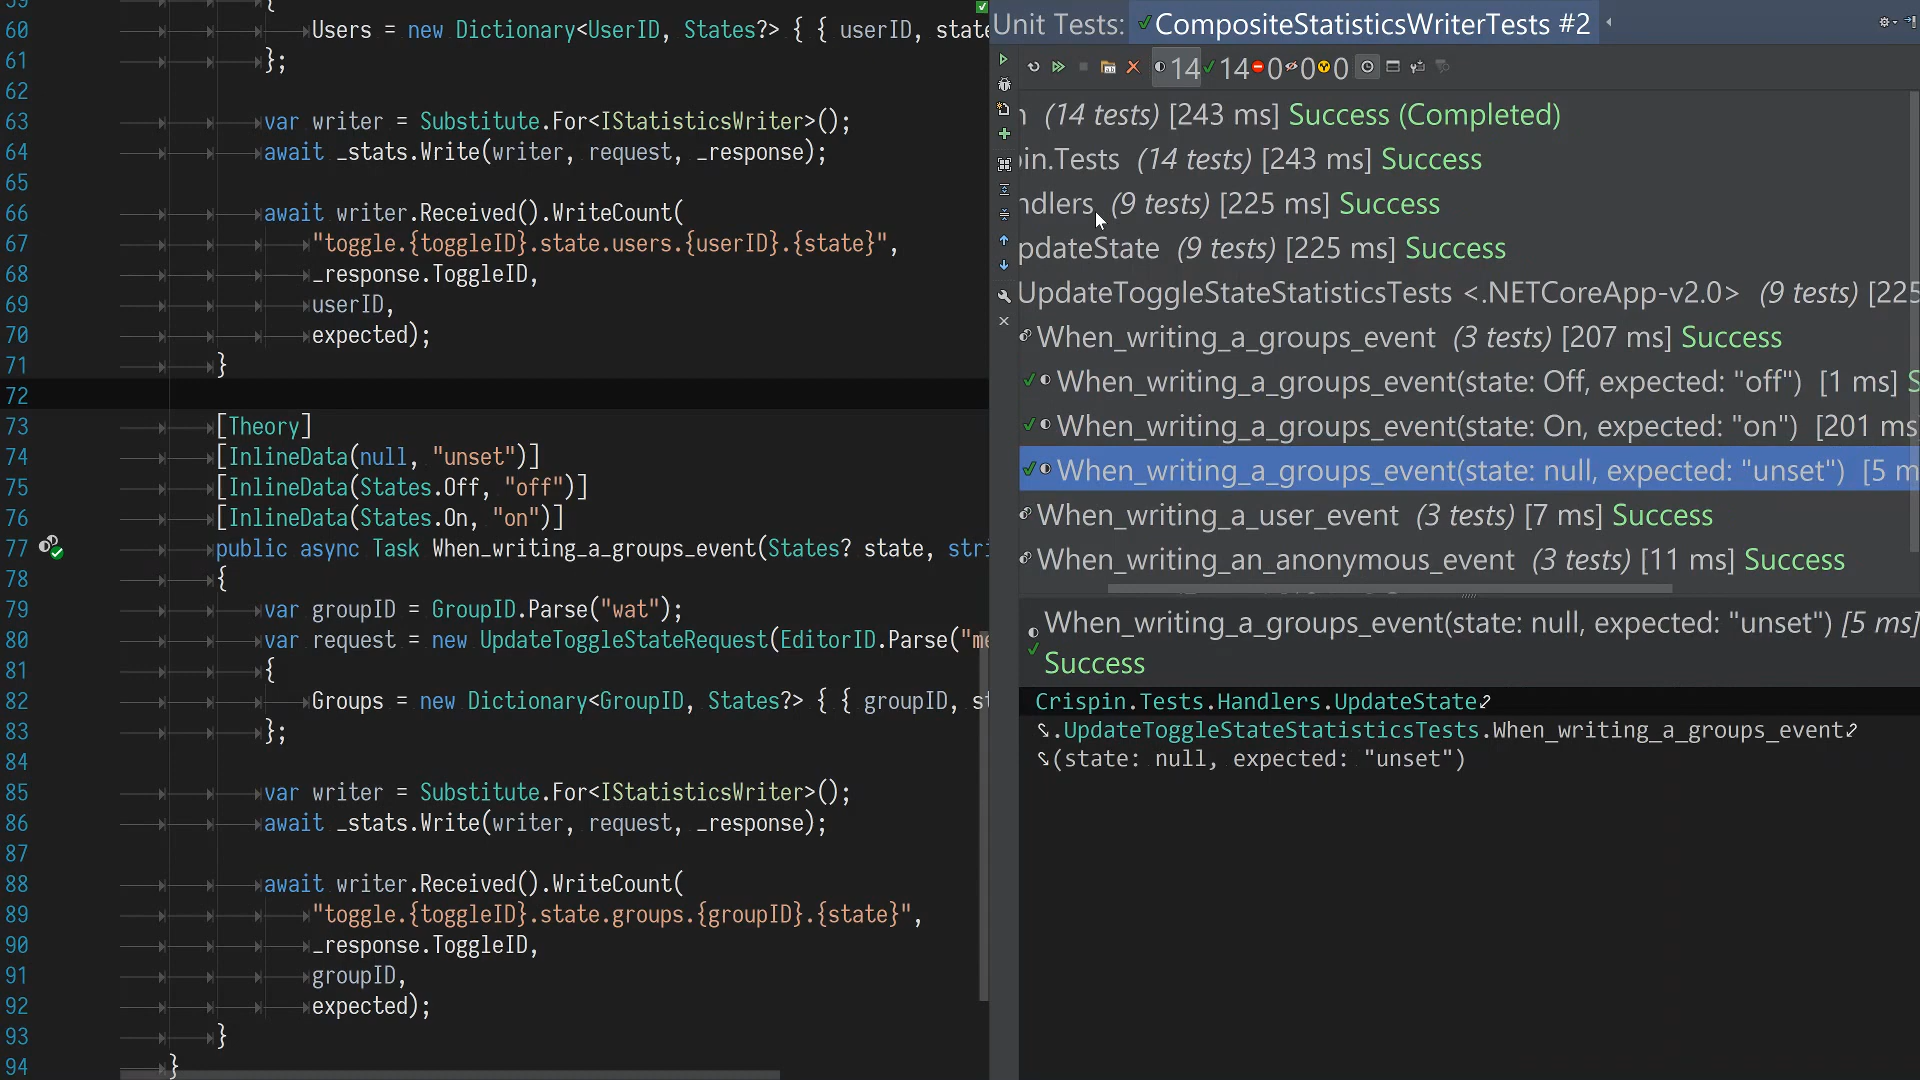 59 {
60 Users = new Dictionary<UserID, States?> { { userID, state
61 };
62
63 var writer = Substitute.For<IStatisticsWriter>();
64 await _stats.Write(writer, request, _response);
65
66 await writer.Received().WriteCount(
67 "toggle.{toggleID}.state.users.{userID}.{state}",
68 _response.ToggleID,
69 userID,
70 expected);
71 }
72
73 [Theory]
74 [InlineData(null, "unset")]
75 [InlineData(States.Off, "off")]
76 [InlineData(States.On, "on")]
77 public async Task When_writing_a_groups_event(States? state, stri
78 {
79 var groupID = GroupID.Parse("wat");
80 var request = new UpdateToggleStateRequest(EditorID.Parse("me
81 {
82 Groups = new Dictionary<GroupID, States?> { { groupID, st
83 };
84
85 var writer = Substitute.For<IStatisticsWriter>();
86 await _stats.Write(writer, request, _response);
87
88 await writer.Received().WriteCount(
89 "toggle.{toggleID}.state.groups.{groupID}.{state}",
90 _response.ToggleID,
91 groupID,
92 expected);
93 }
94 }
Unit Tests: CompositeStatisticsWriterTests #2
14 14 0 0 0
n (14 tests) [243 ms] Success (Completed)
pin.Tests (14 tests) [243 ms] Success
ndlers (9 tests) [225 ms] Success
pdateState (9 tests) [225 ms] Success
UpdateToggleStateStatisticsTests <.NETCoreApp-v2.0> (9 tests) [225
When_writing_a_groups_event (3 tests) [207 ms] Success
When_writing_a_groups_event(state: Off, expected: "off") [1 ms] S
When_writing_a_groups_event(state: On, expected: "on") [201 ms
When_writing_a_groups_event(state: null, expected: "unset") [5 m
When_writing_a_user_event (3 tests) [7 ms] Success
When_writing_an_anonymous_event (3 tests) [11 ms] Success
When_writing_a_groups_event(state: null, expected: "unset") [5 ms]
Success
Crispin.Tests.Handlers.UpdateState
.UpdateToggleStateStatisticsTests.When_writing_a_groups_event
(state: null, expected: "unset")